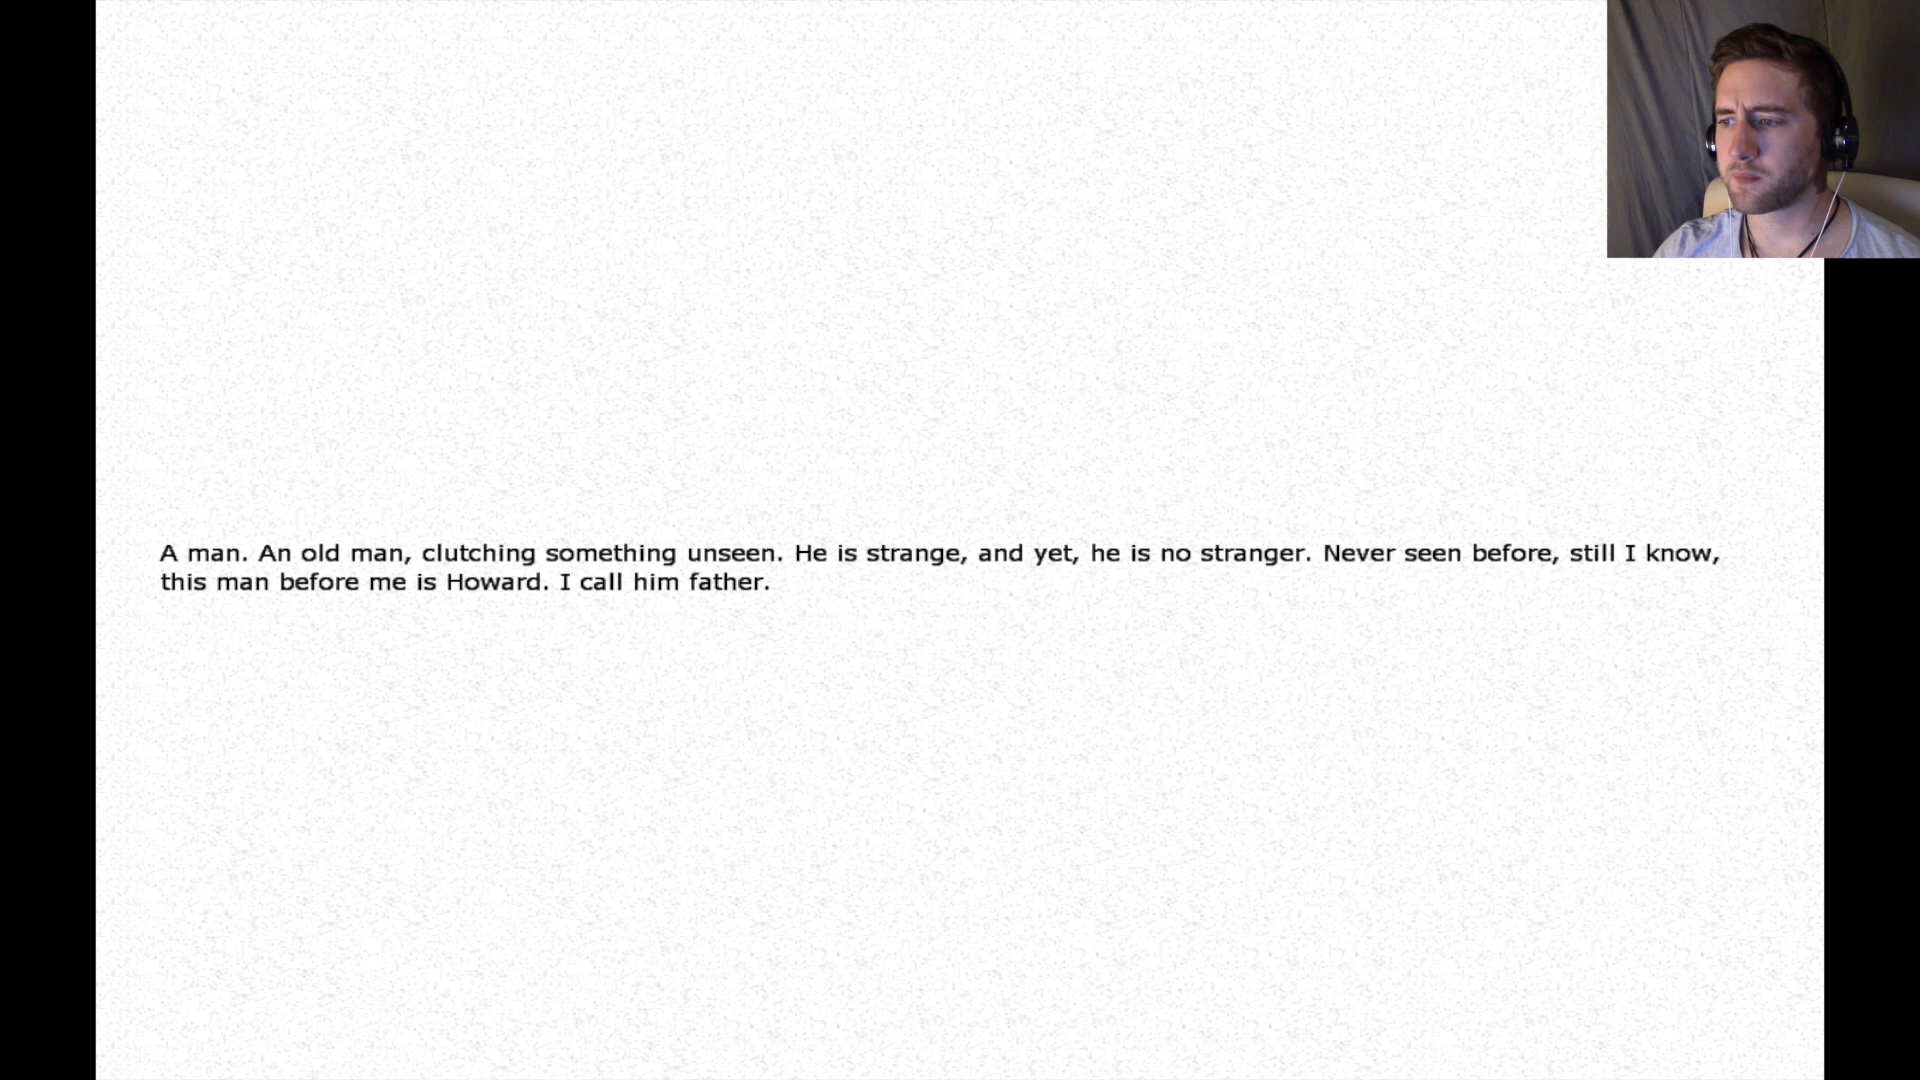 A man. An old man, clutching something unseen. He is strange, and yet, he is no stranger. Never seen before, still I know,
this man before me is Howard. I call him father.